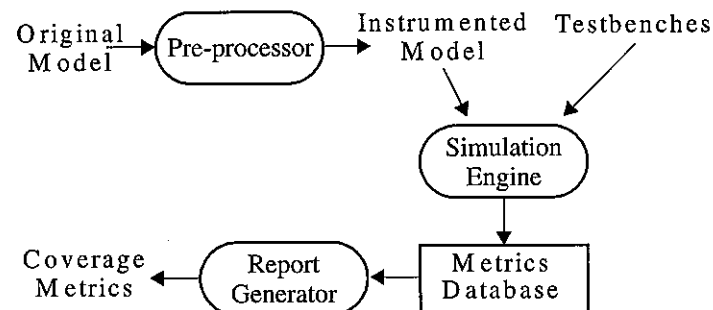 Original
Model
Pre-processor
Instrumented
Model
Testbenches
Simulation
Engine
Coverage
Metrics
Report
Generator
Metrics
Database